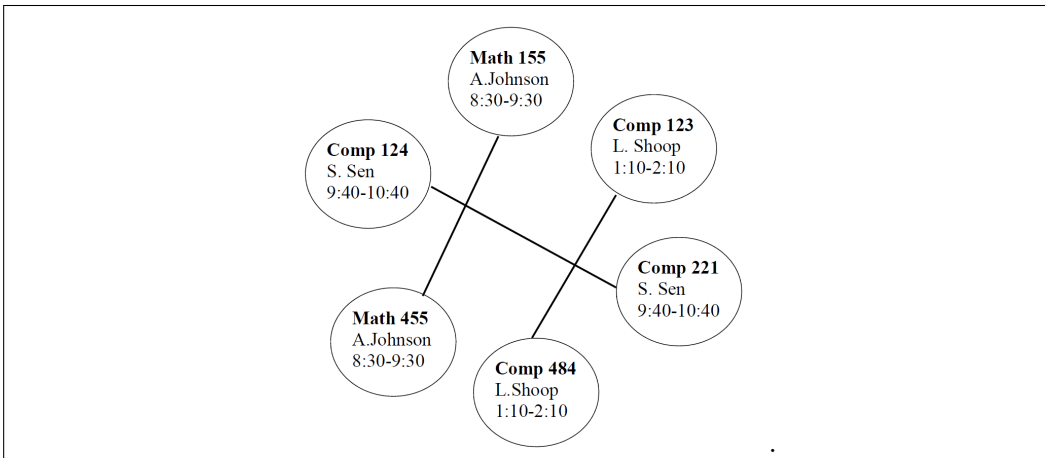 Math 155
A.Johnson
8:30-9:30
Comp 123
L. Shoop
1:10-2:10
Comp 124
S. Sen
9:40-10:40
Comp 221
S. Sen
9:40-10:40
Math 455
A.Johnson
8:30-9:30
Comp 484
L.Shoop
1:10-2:10
.